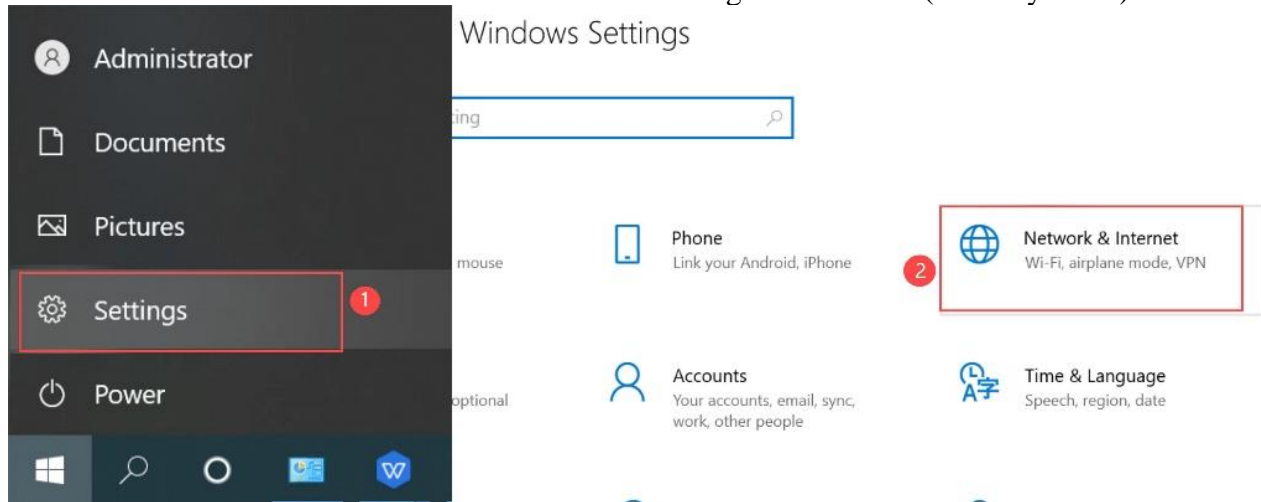 Administrator
Documents
Pictures
Settings
1
Power
Windows Settings
ting
mouse
Phone
Link your Android, iPhone
2
Network & Internet
Wi-Fi, airplane mode, VPN
optional
Accounts
Your accounts, email, sync,
work, other people
Time & Language
Speech, region, date